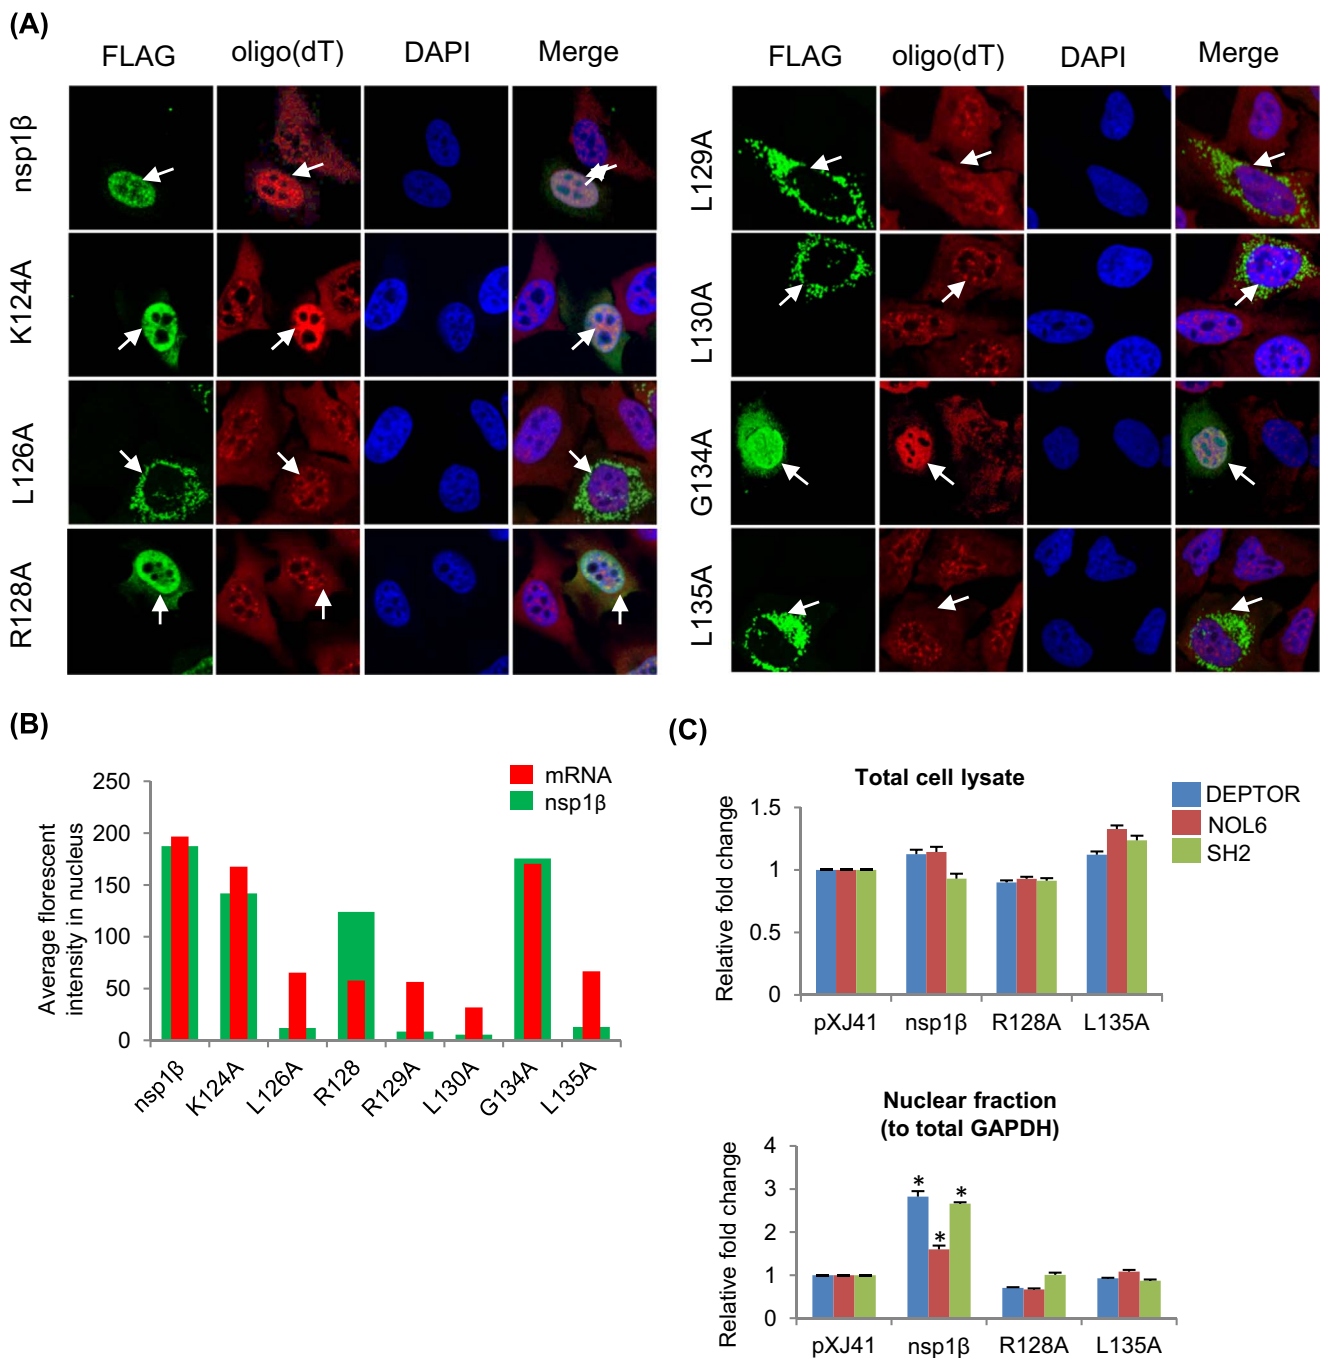 (A)
FLAG oligo(dT) DAPI Merge
nsp1β
K124A
L126A
R128A
FLAG oligo(dT) DAPI Merge
L129A
L130A
G134A
L135A
(B)
Average florescent
intensity in nucleus
250
200
150
100
50
0
mRNA
nsp1β
nsp1β K124A L126A R128 R129A L130A G134A L135A
(C)
Total cell lysate
Relative fold change
1.5
1
0.5
0
DEPTOR
NOL6
SH2
pXJ41 nsp1β R128A L135A
Nuclear fraction
(to total GAPDH)
Relative fold change
4
3
2
1
0
* * *
pXJ41 nsp1β R128A L135A